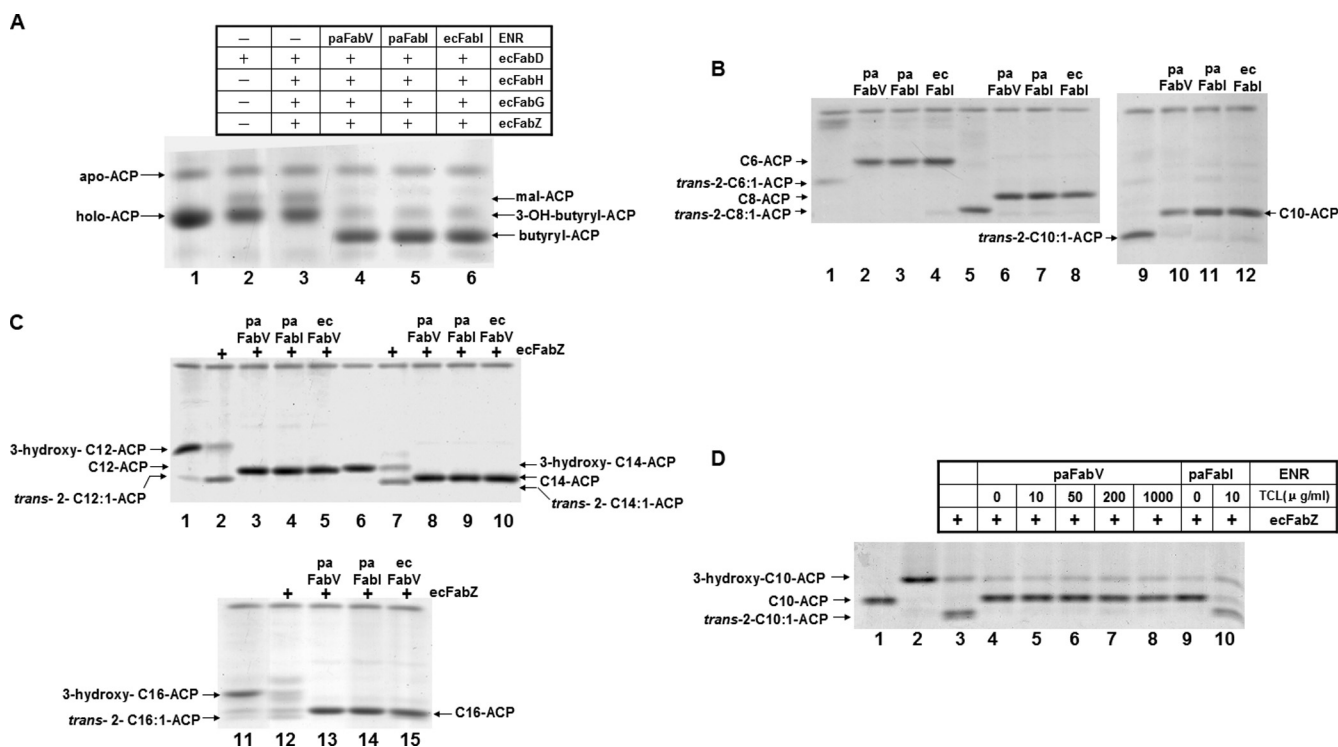 A
— — paFabV paFabI ecFabI ENR
+ + + + + ecFabD
— + + + + ecFabH
— + + + + ecFabG
— + + + + ecFabZ
apo-ACP
holo-ACP
mal-ACP
3-OH-butyryl-ACP
butyryl-ACP
1 2 3 4 5 6
B
pa pa ec pa pa ec
FabV FabI FabI FabV FabI FabI
C6-ACP
trans-2-C6:1-ACP
C8-ACP
trans-2-C8:1-ACP
1 2 3 4 5 6 7 8
pa pa ec
FabV FabI FabI
trans-2-C10:1-ACP
C10-ACP
9 10 11 12
C
pa pa ec pa pa ec
FabV FabI FabV FabV FabI FabV
+ + + + + + + + ecFabZ
3-hydroxy- C12-ACP
C12-ACP
trans- 2- C12:1-ACP
3-hydroxy- C14-ACP
C14-ACP
trans- 2- C14:1-ACP
1 2 3 4 5 6 7 8 9 10
pa pa ec
FabV FabI FabV
+ + + + ecFabZ
3-hydroxy- C16-ACP
trans- 2- C16:1-ACP
C16-ACP
11 12 13 14 15
D
paFabV paFabI ENR
0 10 50 200 1000 0 10 TCL(μ g/ml)
+ + + + + + + + ecFabZ
3-hydroxy-C10-ACP
C10-ACP
trans-2-C10:1-ACP
1 2 3 4 5 6 7 8 9 10